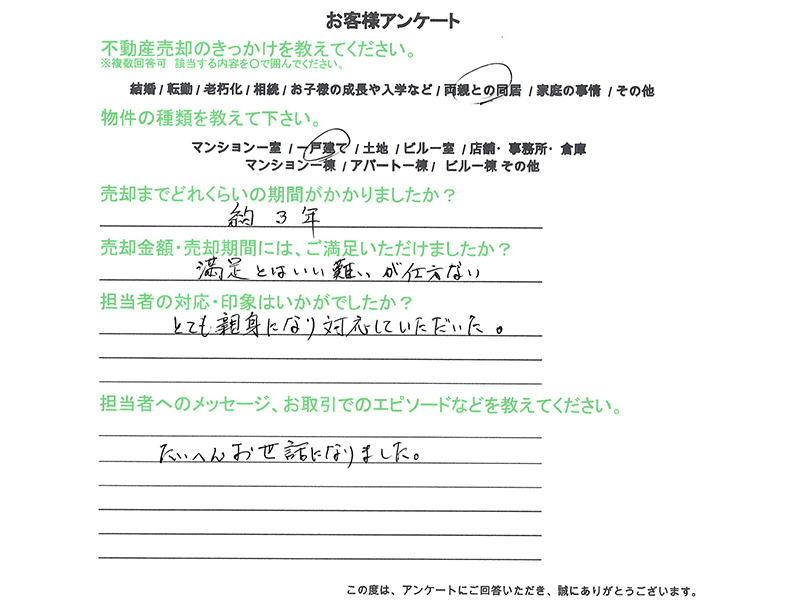 お客様アンケート
不動産売却のきっかけを教えてください。
※複数回答可 該当する内容を〇で囲んでください。
結婚 / 転勤 / 老朽化 / 相続 / お子様の成長や入学など / 両親との同居 / 家庭の事情 / その他
物件の種類を教えて下さい。
マンション一室 / 一戸建て / 土地 / ビル一室 / 店舗・事務所・倉庫
マンション一棟 / アパート一棟 / ビル一棟 その他
売却までどれくらいの期間がかかりましたか？
約3年
売却金額・売却期間には、ご満足いただけましたか？
満足とはいい難いが仕方ない
担当者の対応・印象はいかがでしたか？
とても親身になり対応していただいた。
担当者へのメッセージ、お取引でのエピソードなどを教えてください。
たいへんお世話になりました。
この度は、アンケートにご回答いただき、誠にありがとうございます。